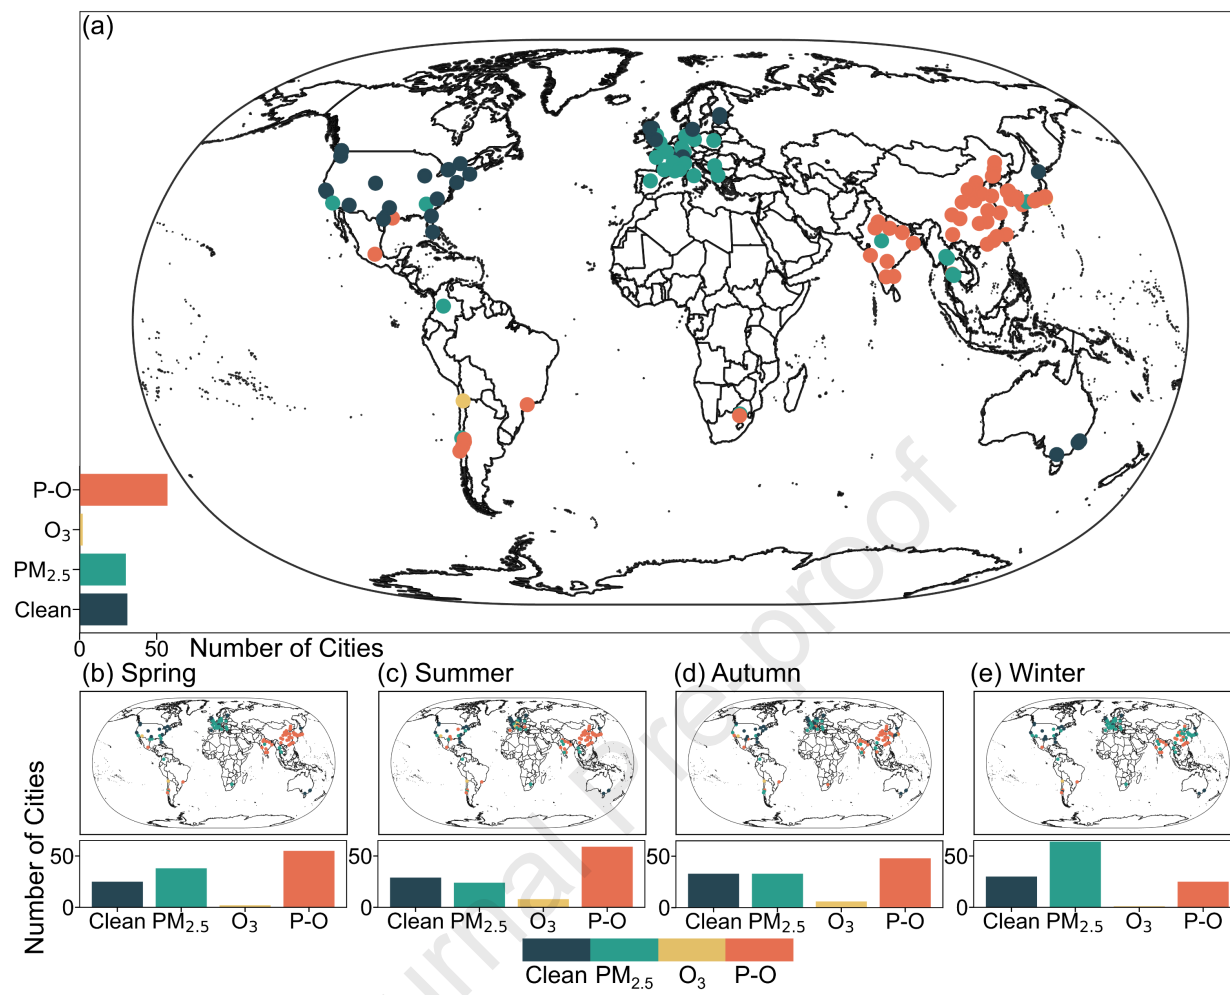 (a)
P-O
O₃
PM₂.₅
Clean
0 50 Number of Cities
(b) Spring (c) Summer (d) Autumn (e) Winter
Number of Cities
50 50 50 50
0 0 0 0
Clean PM₂.₅ O₃ P-O Clean PM₂.₅ O₃ P-O Clean PM₂.₅ O₃ P-O Clean PM₂.₅ O₃ P-O
Clean PM₂.₅ O₃ P-O
urnal pre-proof